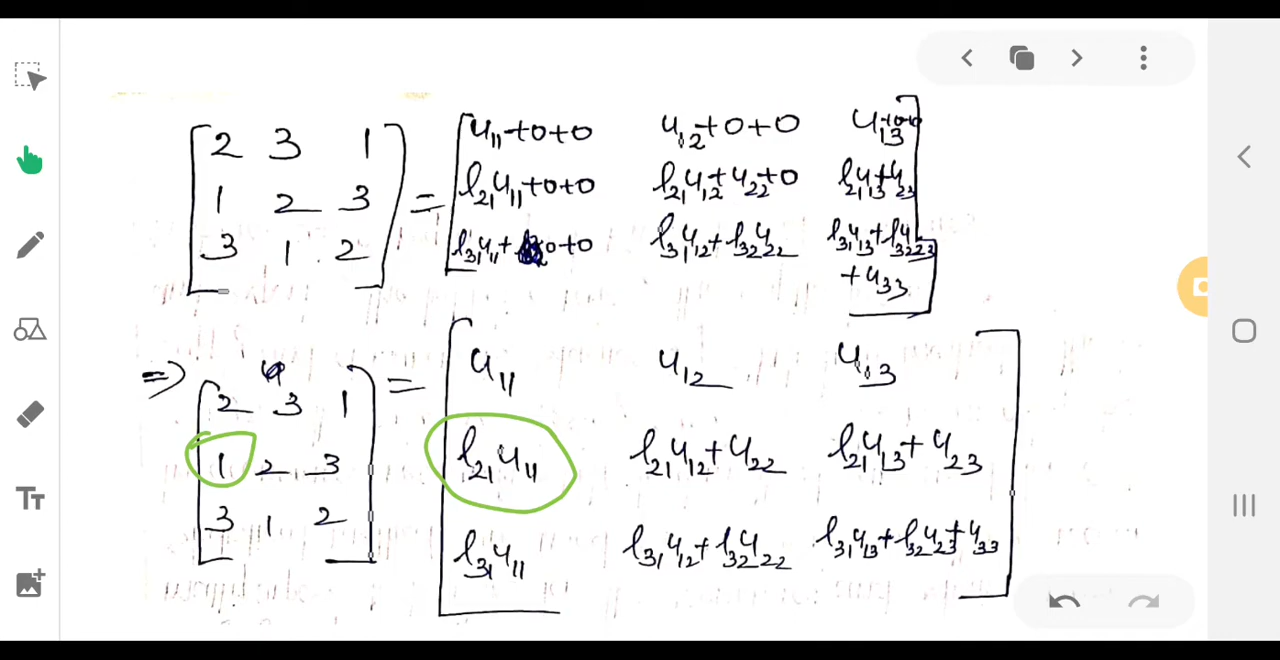 [2 3 1] = [u₁₁+0+0 u₁₂+0+0 u₁₃+0+0]
[1 2 3] [l₂₁u₁₁+0+0 l₂₁u₁₂+u₂₂+0 l₂₁u₁₃+u₂₃]
[3 1 2] [l₃₁u₁₁+0+0 l₃₁u₁₂+l₃₂u₂₂ l₃₁u₁₃+l₃₂u₂₃
+u₃₃]
⇒ [2 3 1] = [u₁₁ u₁₂ u₁₃]
[1 2 3] [l₂₁u₁₁ l₂₁u₁₂+u₂₂ l₂₁u₁₃+u₂₃]
[3 1 2] [l₃₁u₁₁ l₃₁u₁₂+l₃₂u₂₂ l₃₁u₁₃+l₃₂u₂₃+u₃₃]
Tт